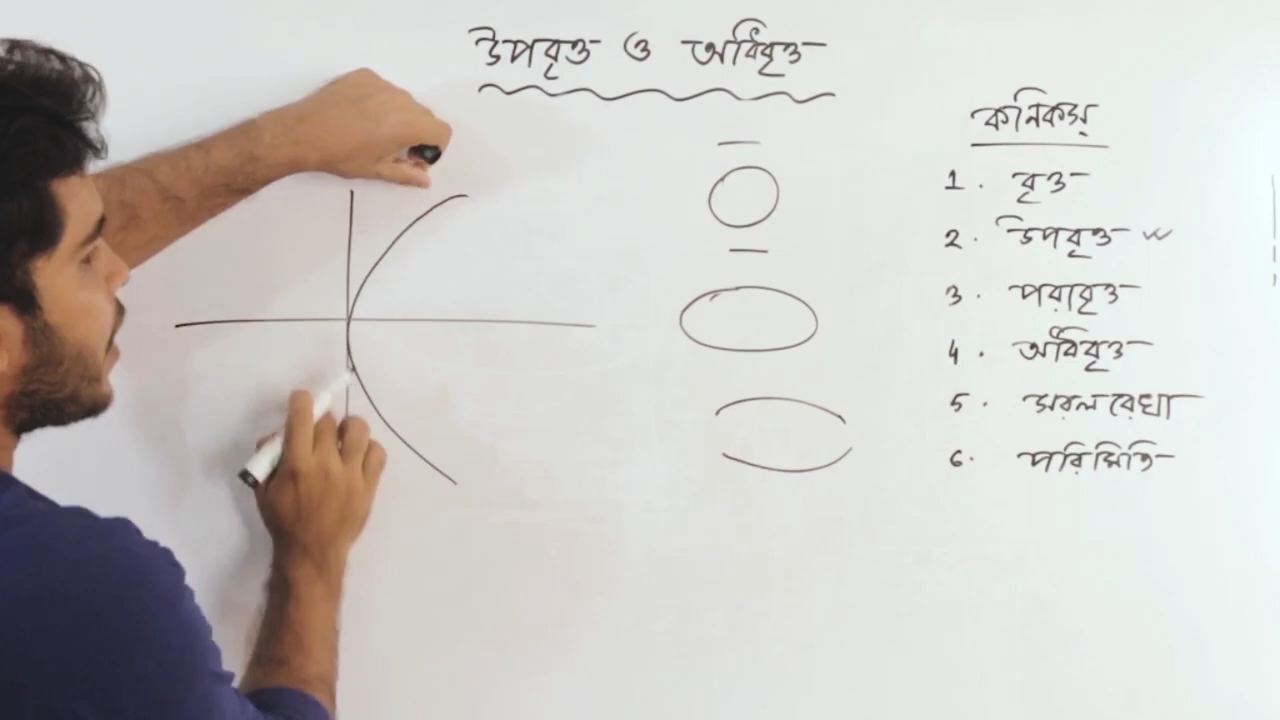 উপবৃত্ত ও অধিবৃত্ত
কনিকস্
1. বৃত্ত
2. উপবৃত্ত
3. পরাবৃত্ত
4. অধিবৃত্ত
5. সরলরেখা
6. পরিমিতি